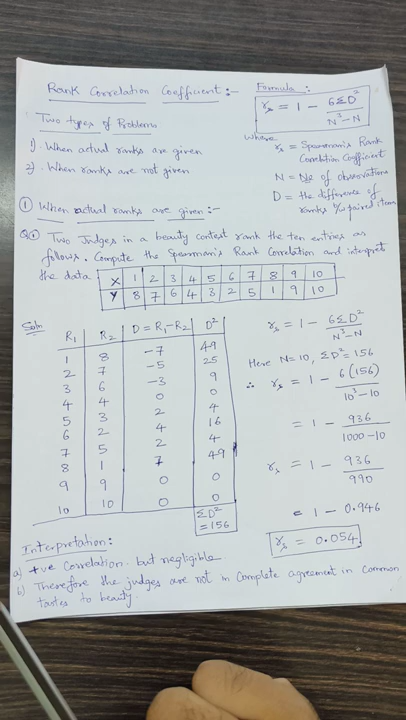 Rank Correlation Coefficient :-
Formula :
r_s = 1 - 6ΣD² / N³-N
Two types of Problems
1) When actual ranks are given
2) When ranks are not given
Where
r_s = Spearman's Rank
Correlation Coefficient
N = No of observations
D = the difference of
ranks b/w paired items
① When actual ranks are given :-
Q① Two Judges in a beauty contest rank the ten entries as
follows. Compute the Spearman's Rank Correlation and interpret
the data
X 1 2 3 4 5 6 7 8 9 10
Y 8 7 6 4 3 2 5 1 9 10
Soln
R1 R2 D = R1-R2 D²
1 8 -7 49
2 7 -5 25
3 6 -3 9
4 4 0 0
5 3 2 4
6 2 4 16
7 5 2 4
8 1 7 49
9 9 0 0
10 10 0 0
ΣD²
= 156
r_s = 1 - 6ΣD² / N³-N
Here N=10, ΣD²=156
∴ r_s = 1 - 6(156) / 10³-10
= 1 - 936 / 1000-10
r_s = 1 - 936 / 990
= 1 - 0.946
r_s = 0.054
Interpretation:
a) +ve Correlation but negligible.
b) Therefore the judges are not in Complete agreement in Common
tastes to beauty.